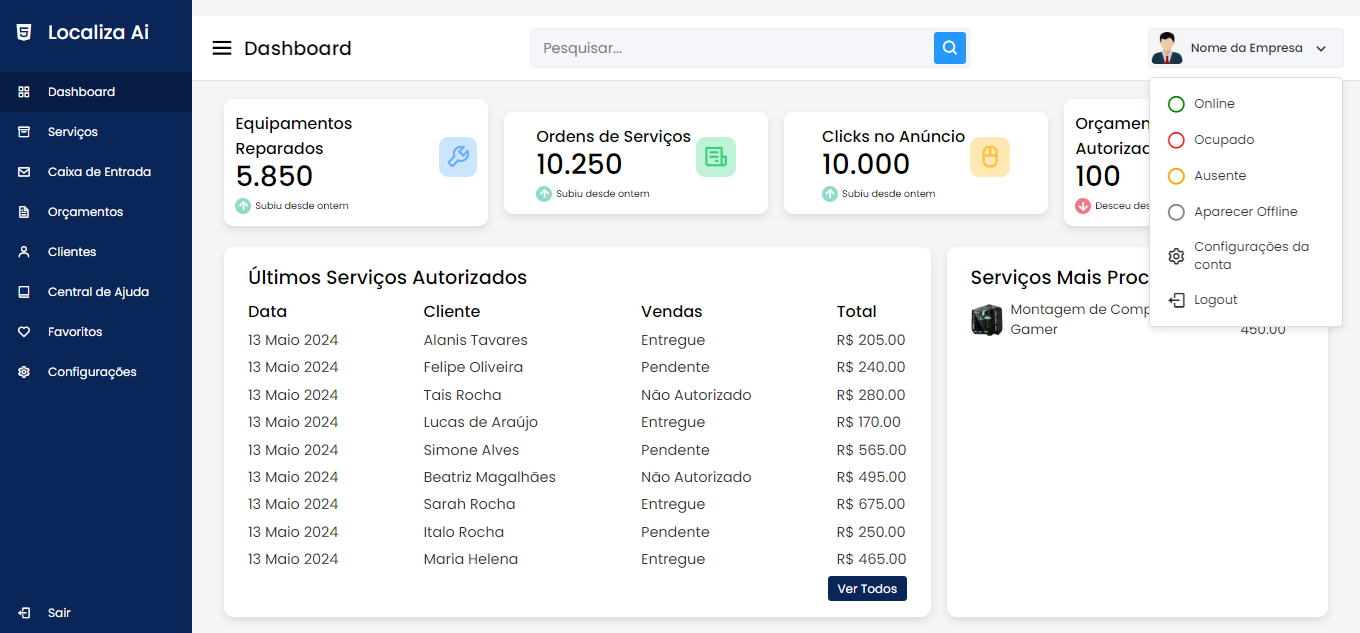 Localiza Ai
Dashboard
Serviços
Caixa de Entrada
Orçamentos
Clientes
Central de Ajuda
Favoritos
Configurações
Sair
Dashboard
Pesquisar...
Nome da Empresa
Online
Ocupado
Ausente
Aparecer Offline
Configurações da
conta
Logout
Equipamentos
Reparados
5.850
Subiu desde ontem
Ordens de Serviços
10.250
Subiu desde ontem
Clicks no Anúncio
10.000
Subiu desde ontem
Orçamen
Autorizad
100
Desceu des
Últimos Serviços Autorizados
Data Cliente Vendas Total
13 Maio 2024 Alanis Tavares Entregue R$ 205.00
13 Maio 2024 Felipe Oliveira Pendente R$ 240.00
13 Maio 2024 Tais Rocha Não Autorizado R$ 280.00
13 Maio 2024 Lucas de Araújo Entregue R$ 170.00
13 Maio 2024 Simone Alves Pendente R$ 565.00
13 Maio 2024 Beatriz Magalhães Não Autorizado R$ 495.00
13 Maio 2024 Sarah Rocha Entregue R$ 675.00
13 Maio 2024 Italo Rocha Pendente R$ 250.00
13 Maio 2024 Maria Helena Entregue R$ 465.00
Ver Todos
Serviços Mais Proc
Montagem de Comp
Gamer 450.00